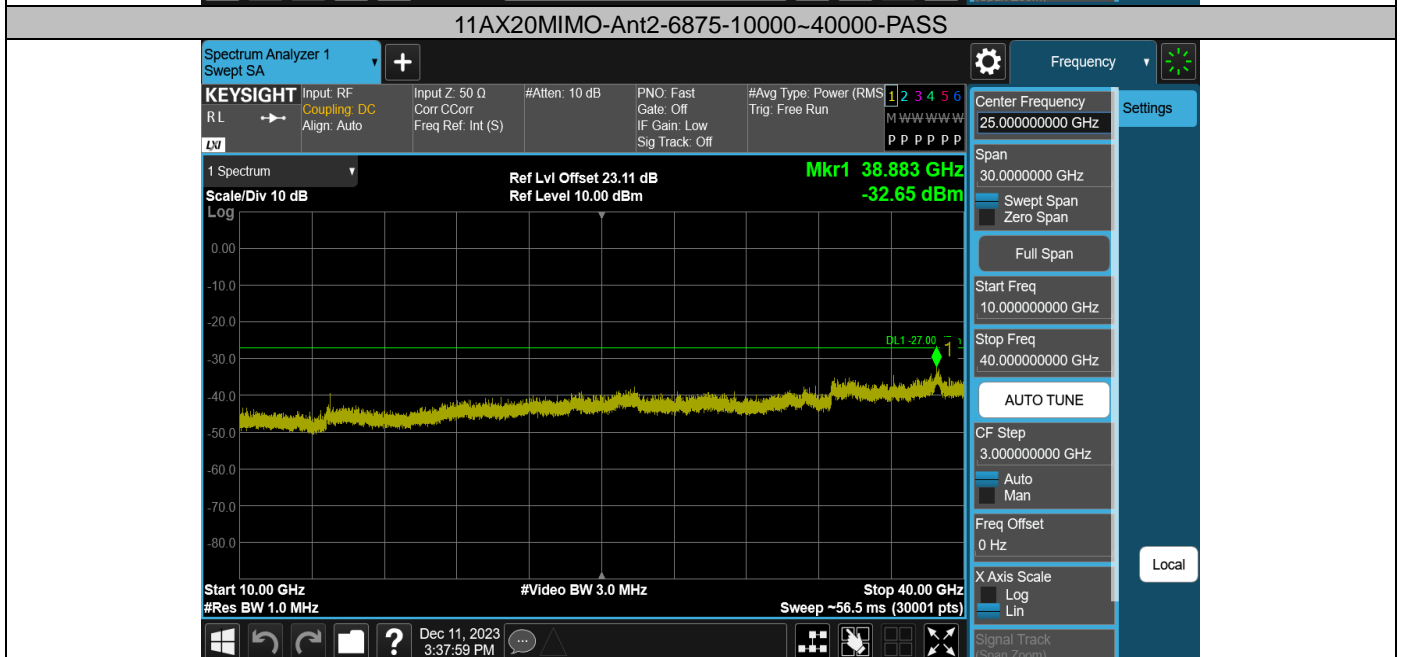 11AX20MIMO-Ant2-6875-10000~40000-PASS
Spectrum Analyzer 1
Swept SA
Frequency
KEYSIGHT
R L
LXI
Input: RF
Coupling: DC
Align: Auto
Input Z: 50 Ω
Corr CCorr
Freq Ref: Int (S)
#Atten: 10 dB
PNO: Fast
Gate: Off
IF Gain: Low
Sig Track: Off
#Avg Type: Power (RMS
Trig: Free Run
1 2 3 4 5 6
M W W W W W
P P P P P P
1 Spectrum
Scale/Div 10 dB
Log
Ref Lvl Offset 23.11 dB
Ref Level 10.00 dBm
Mkr1 38.883 GHz
-32.65 dBm
0.00
-10.0
-20.0
-30.0
-40.0
-50.0
-60.0
-70.0
-80.0
DL1 -27.00
1
Start 10.00 GHz
#Res BW 1.0 MHz
#Video BW 3.0 MHz
Stop 40.00 GHz
Sweep ~56.5 ms (30001 pts)
Center Frequency
25.000000000 GHz
Span
30.0000000 GHz
Swept Span
Zero Span
Full Span
Start Freq
10.000000000 GHz
Stop Freq
40.000000000 GHz
AUTO TUNE
CF Step
3.000000000 GHz
Auto
Man
Freq Offset
0 Hz
X Axis Scale
Log
Lin
Signal Track
(Span Zoom)
Settings
Local
?
Dec 11, 2023
3:37:59 PM